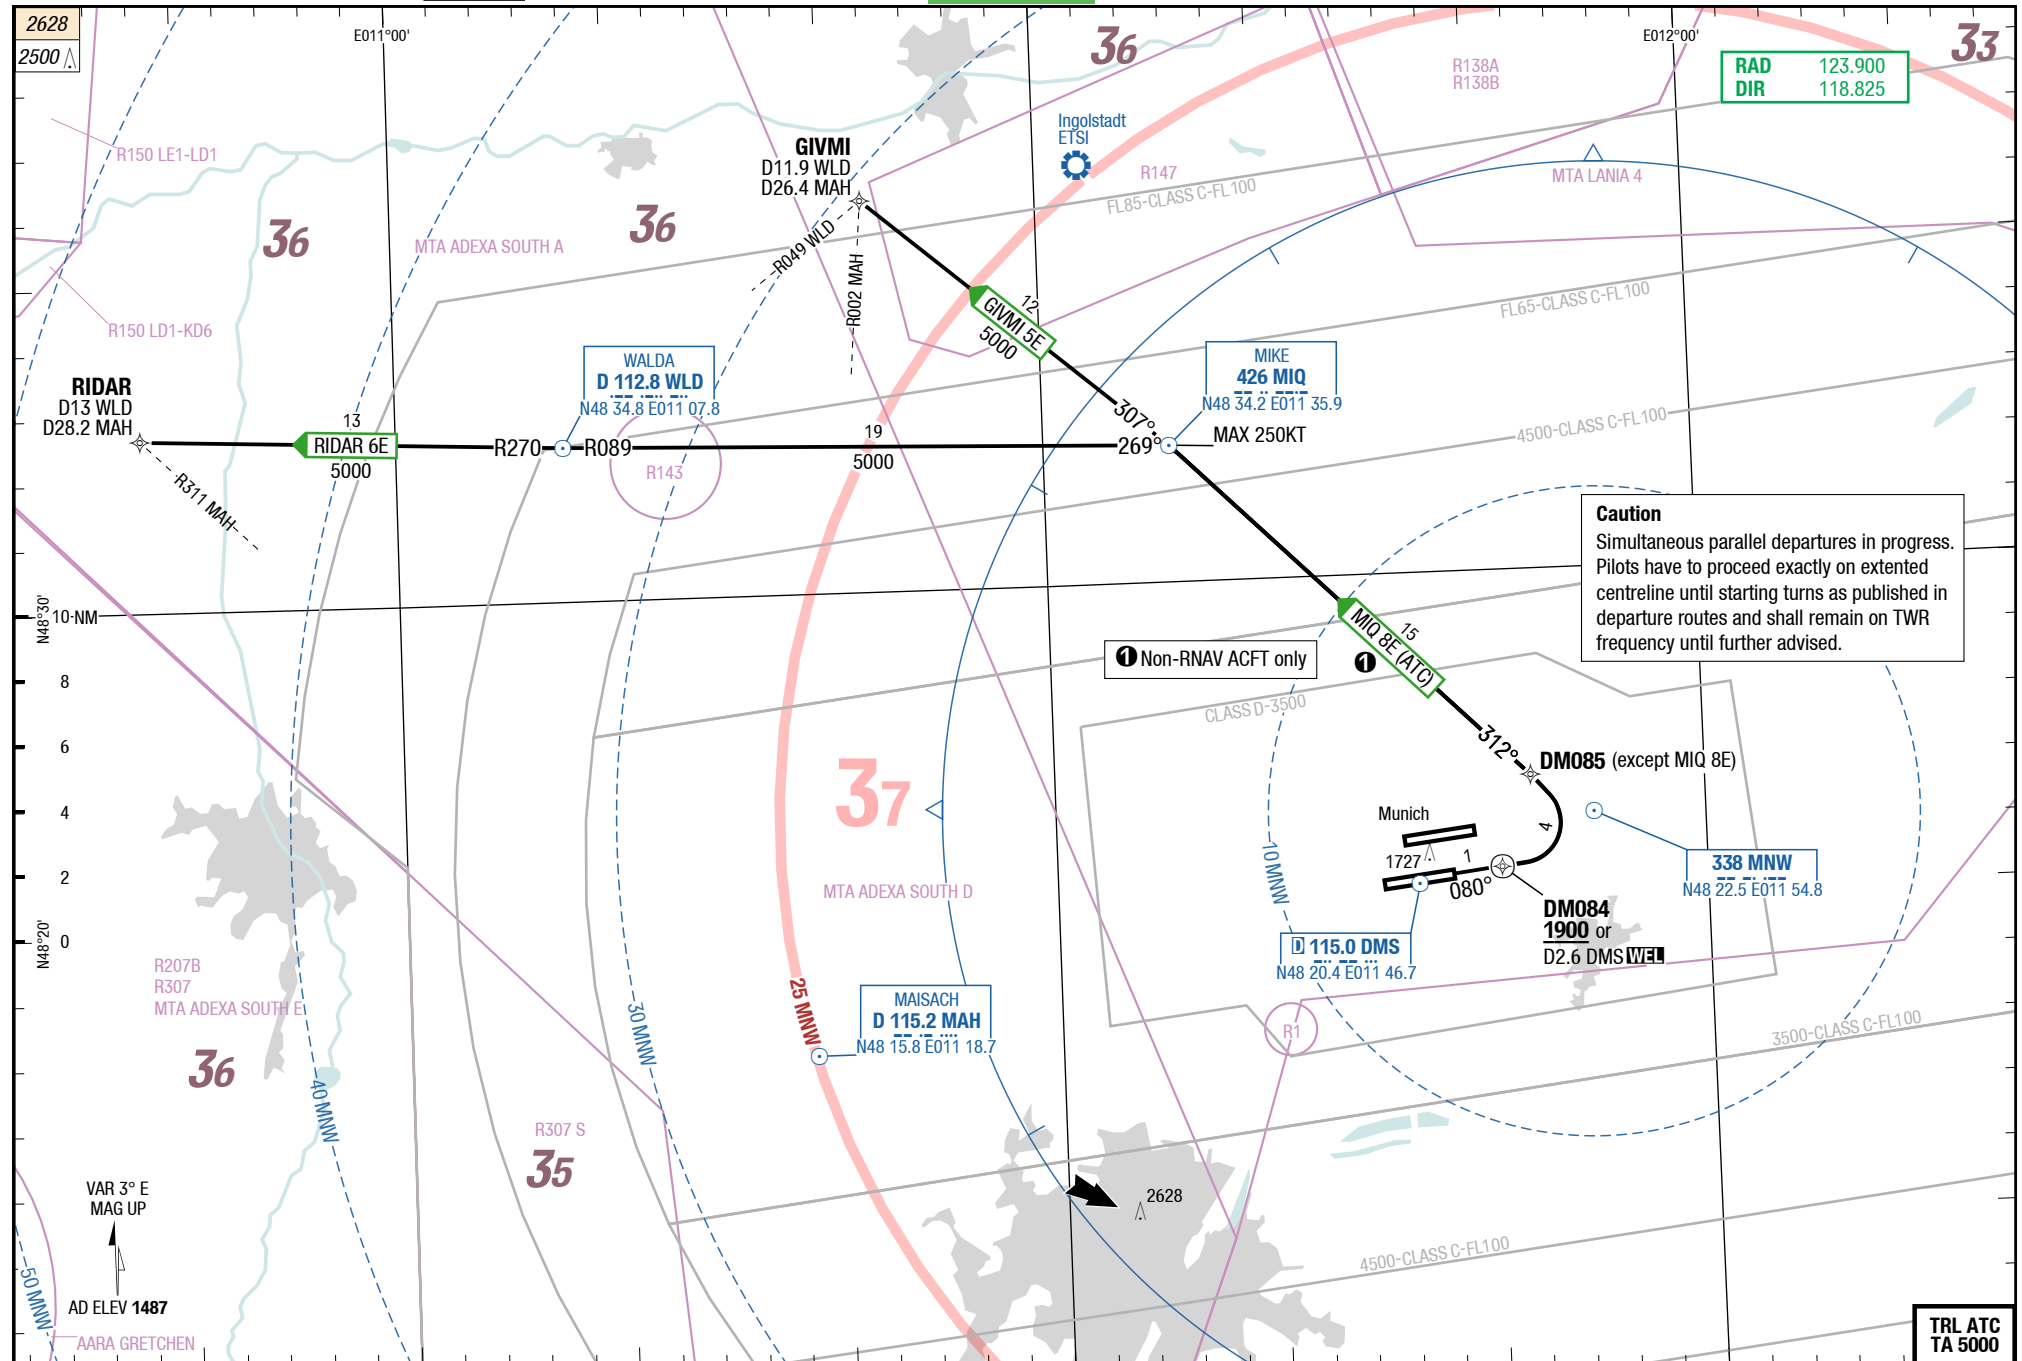 2628
2500
E011°00'
36
E012°00'
33
R138A
R138B
RAD 123.900
DIR 118.825
Ingolstadt
ETSI
R150 LE1-LD1
GIVMI
D11.9 WLD
D26.4 MAH
R147
MTA LANIA 4
FL85-CLASS C-FL100
36
36
MTA ADEXA SOUTH A
R049 WLD
R002 MAH
R150 LD1-KD6
12
GIVMI 5E
5000
FL65-CLASS C-FL100
WALDA
D 112.8 WLD
N48 34.8 E011 07.8
MIKE
426 MIQ
N48 34.2 E011 35.9
RIDAR
D13 WLD
D28.2 MAH
13
RIDAR 6E
5000
R270
R089
19
5000
307°
269°
MAX 250KT
4500-CLASS C-FL100
R143
R311 MAH
Caution
Simultaneous parallel departures in progress.
Pilots have to proceed exactly on extented
centreline until starting turns as published in
departure routes and shall remain on TWR
frequency until further advised.
N48°30'
10-NM
8
6
4
2
0
N48°20'
1 Non-RNAV ACFT only
15
MIQ 8E (ATC)
1
CLASS D-3500
312°
DM085 (except MIQ 8E)
37
Munich
4
1727
1
080°
10 MNW
338 MNW
N48 22.5 E011 54.8
MTA ADEXA SOUTH D
DM084
1900 or
D2.6 DMS WEL
D 115.0 DMS
N48 20.4 E011 46.7
R207B
R307
MTA ADEXA SOUTH E
36
25 MNW
30 MNW
40 MNW
MAISACH
D 115.2 MAH
N48 15.8 E011 18.7
R1
3500-CLASS C-FL100
R307 S
35
VAR 3° E
MAG UP
2628
4500-CLASS C-FL100
50 MNW
AD ELEV 1487
AARA GRETCHEN
TRL ATC
TA 5000